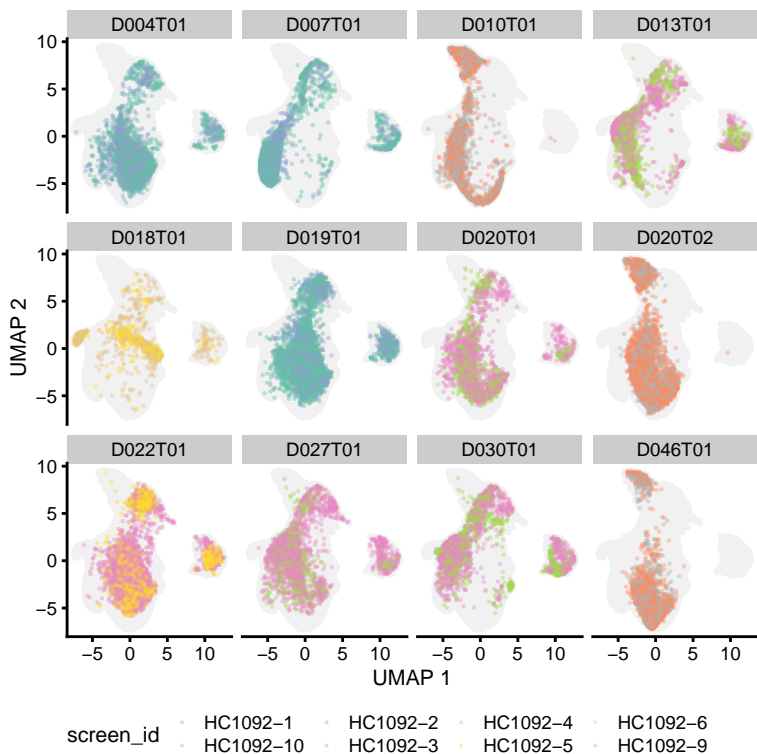 D004T01 D007T01 D010T01 D013T01
10
5
0
−5
D018T01 D019T01 D020T01 D020T02
10
5
0
−5
UMAP 2
D022T01 D027T01 D030T01 D046T01
10
5
0
−5
−5 0 5 10 −5 0 5 10 −5 0 5 10 −5 0 5 10
UMAP 1
screen_id
HC1092−1 HC1092−2 HC1092−4 HC1092−6
HC1092−10 HC1092−3 HC1092−5 HC1092−9